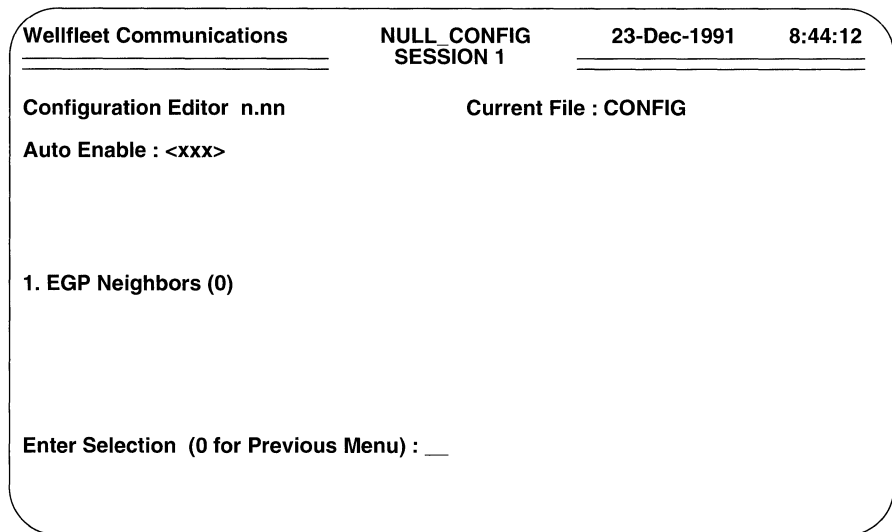 Wellfleet Communications NULL_CONFIG 23-Dec-1991 8:44:12
SESSION 1
Configuration Editor n.nn Current File : CONFIG
Auto Enable : <xxx>
1. EGP Neighbors (0)
Enter Selection (0 for Previous Menu) : __